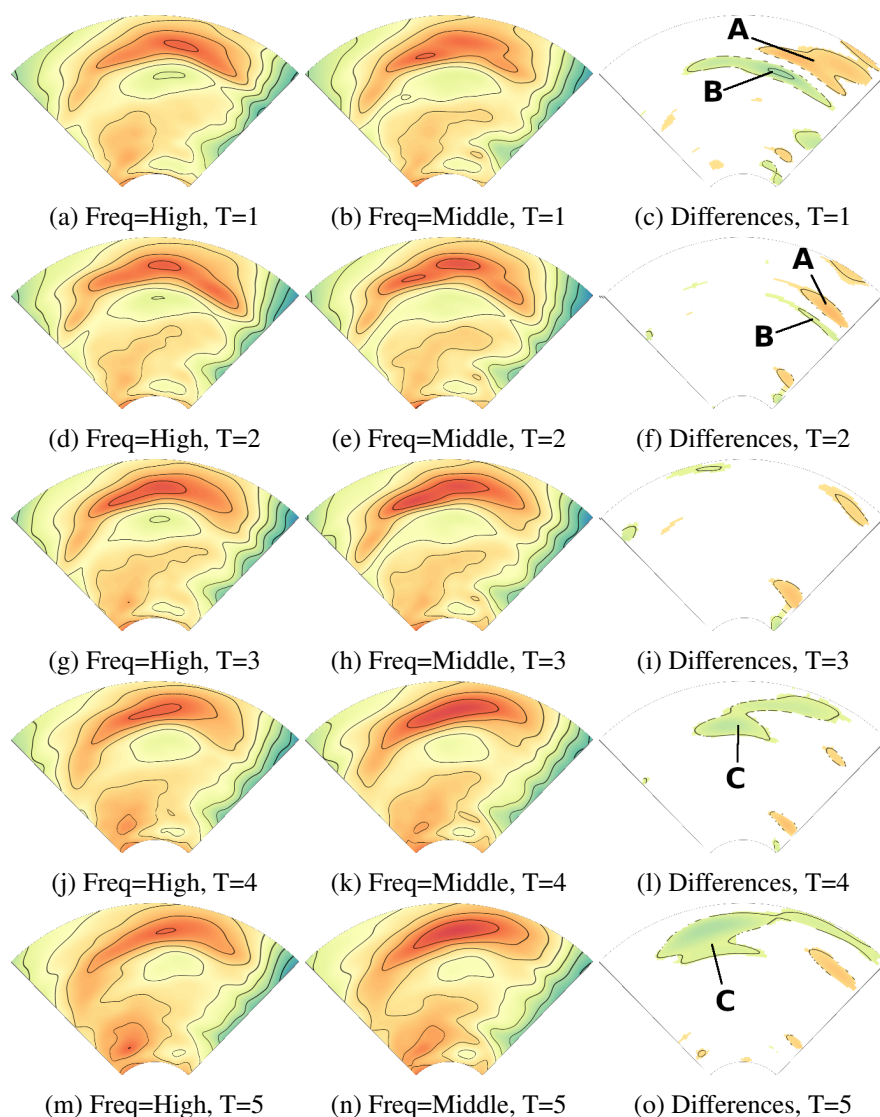 A
B
(a) Freq=High, T=1
(b) Freq=Middle, T=1
(c) Differences, T=1
A
B
(d) Freq=High, T=2
(e) Freq=Middle, T=2
(f) Differences, T=2
(g) Freq=High, T=3
(h) Freq=Middle, T=3
(i) Differences, T=3
C
(j) Freq=High, T=4
(k) Freq=Middle, T=4
(l) Differences, T=4
C
(m) Freq=High, T=5
(n) Freq=Middle, T=5
(o) Differences, T=5